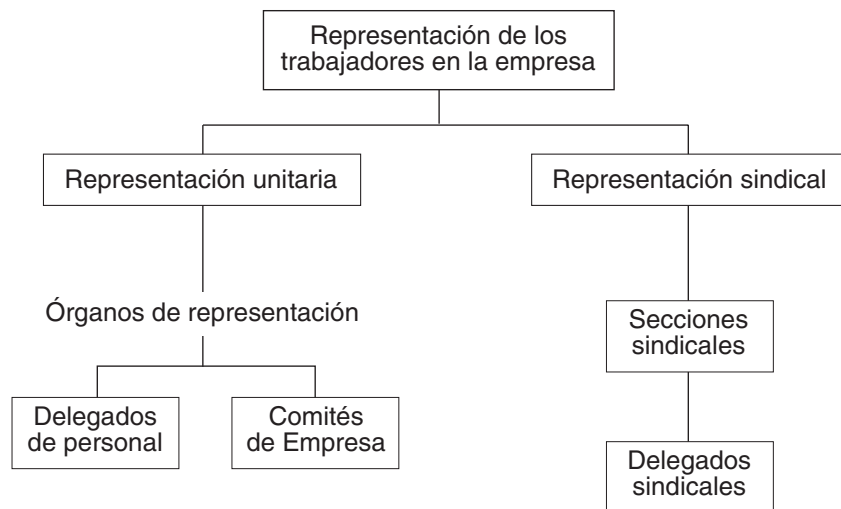 Representación de los
trabajadores en la empresa
Representación unitaria
Representación sindical
Órganos de representación
Secciones
sindicales
Delegados
de personal
Comités
de Empresa
Delegados
sindicales